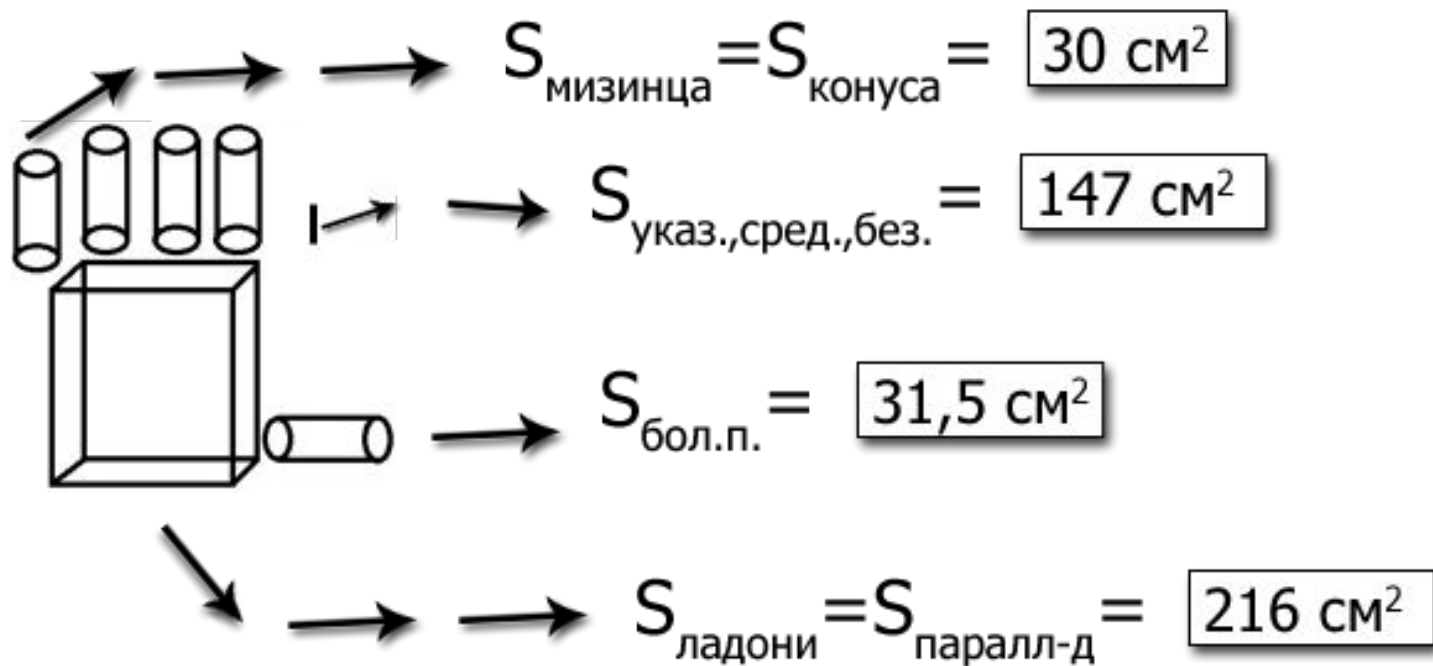 Sмизинца=Sконуса= 30 см²
Sуказ.,сред.,без.= 147 см²
Sбол.п.= 31,5 см²
Sладони=Sпаралл-д= 216 см²